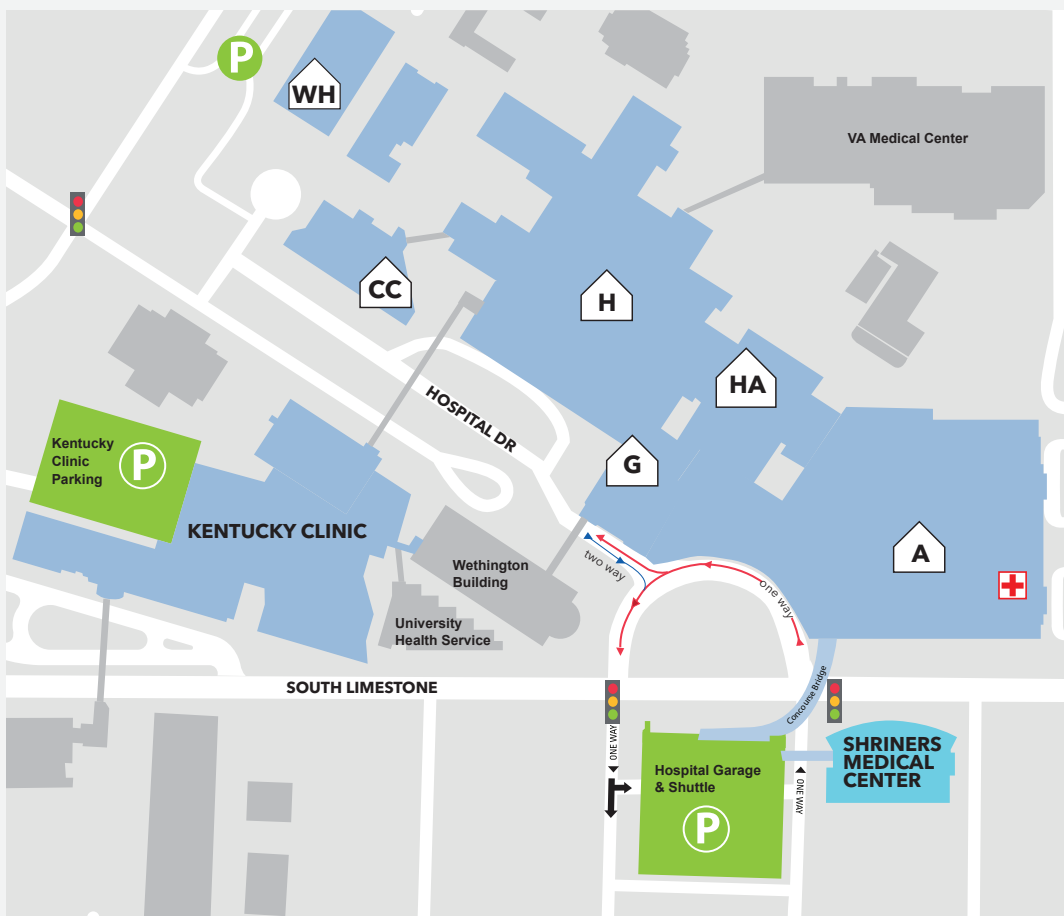 P
WH
VA Medical Center
CC
H
HA
HOSPITAL DR
Kentucky
Clinic
Parking
P
G
KENTUCKY CLINIC
A
two way
one way
Wethington
Building
University
Health Service
SOUTH LIMESTONE
Concourse Bridge
ONE WAY
Hospital Garage
& Shuttle
P
ONE WAY
SHRINERS
MEDICAL
CENTER